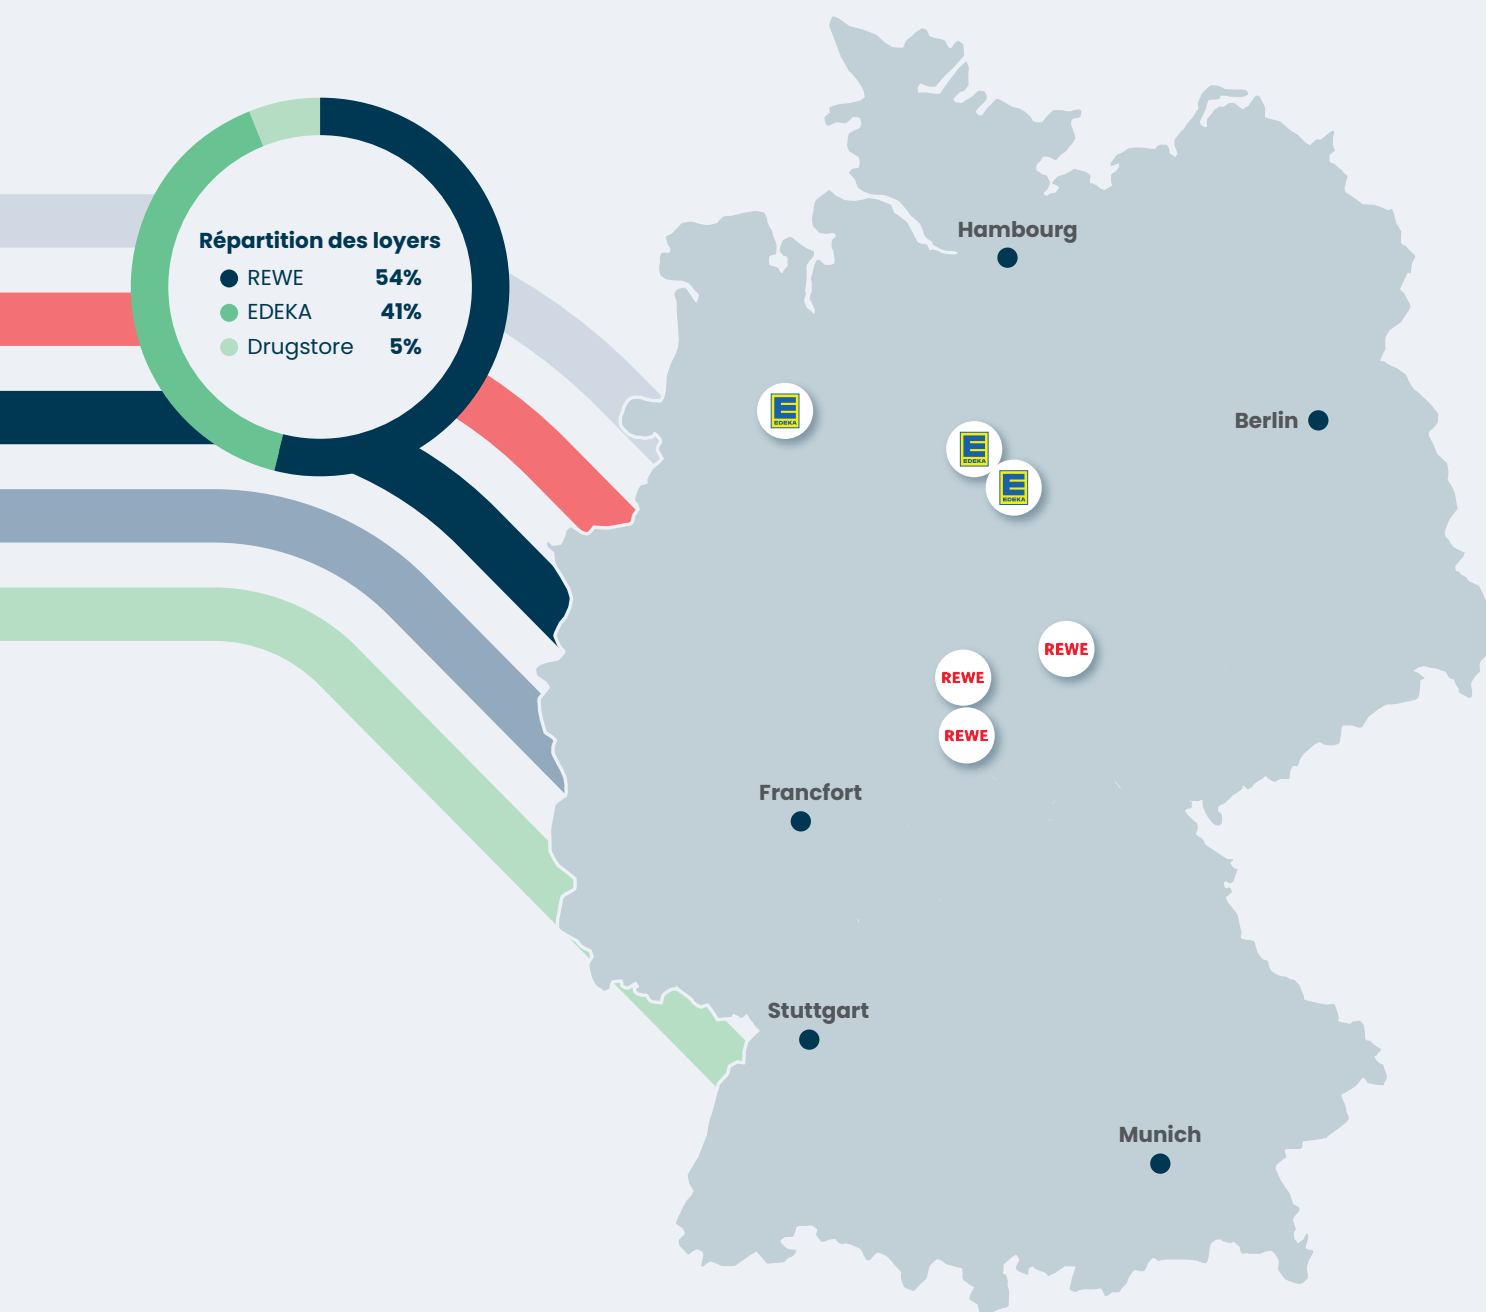 Répartition des loyers
REWE 54%
EDEKA 41%
Drugstore 5%
Hambourg
Berlin
EDEKA
EDEKA
EDEKA
REWE
REWE
REWE
Francfort
Stuttgart
Munich